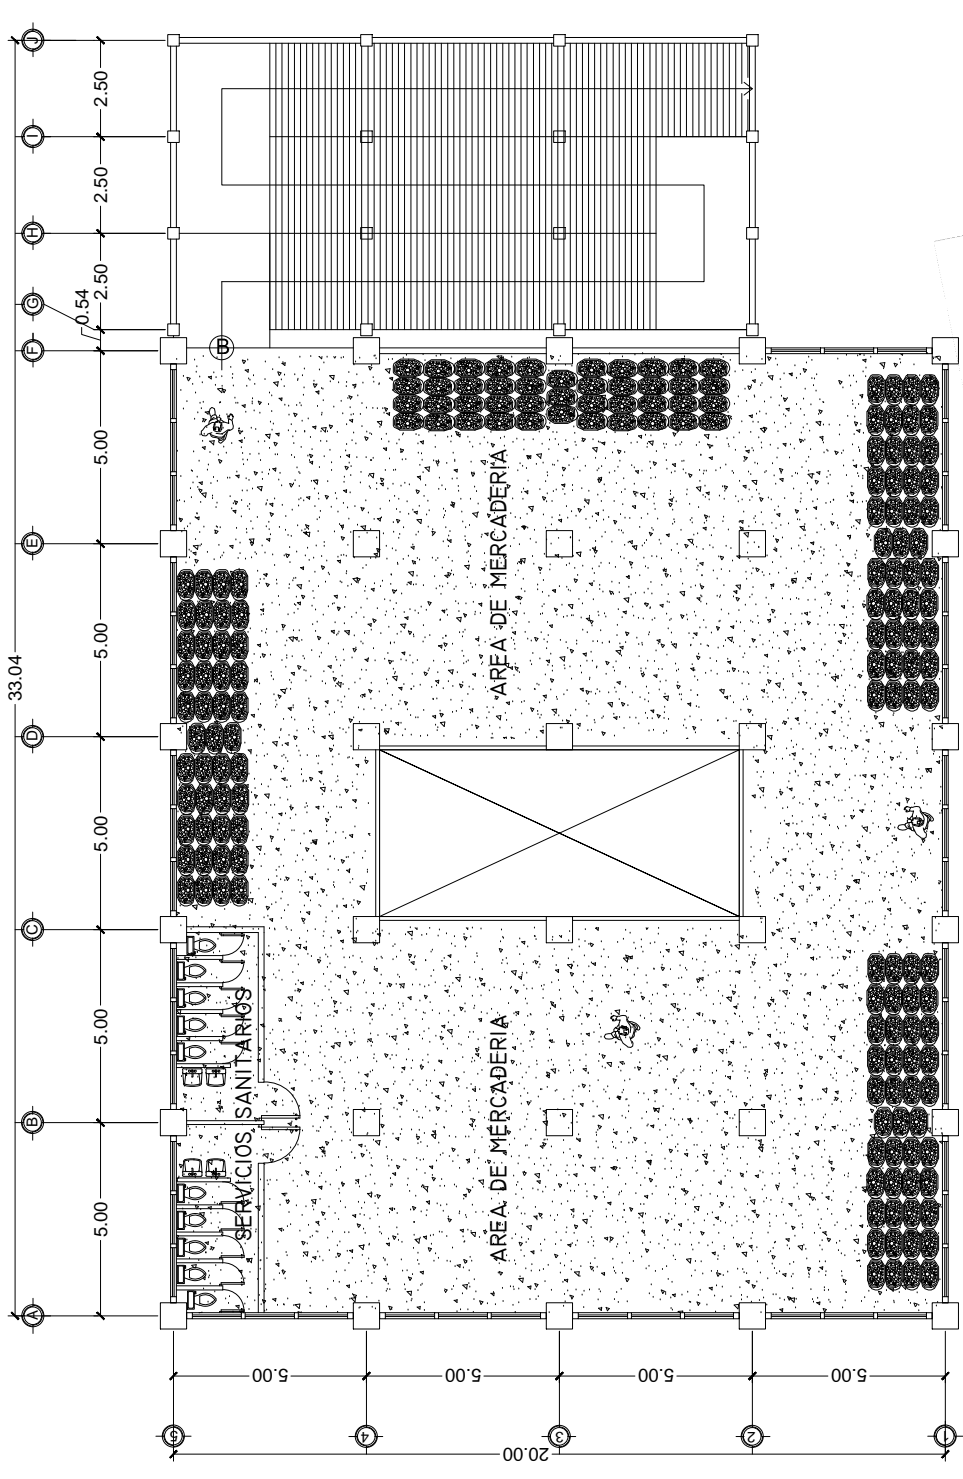 J
I
H
G
F
E
D
C
B
A
2.50
2.50
2.50
0.54
5.00
5.00
5.00
5.00
5.00
33.04
B
AREA DE MERCADERIA
AREA DE MERCADERIA
SERVICIOS SANITARIOS
5.00
5.00
5.00
5.00
20.00
5
4
3
2
1